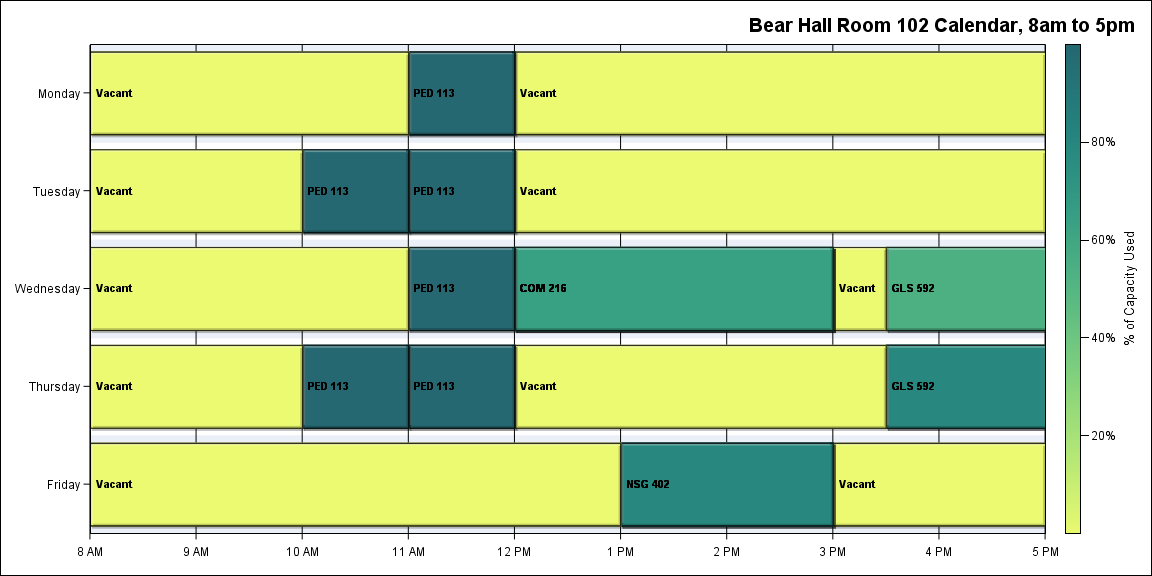 Bear Hall Room 102 Calendar, 8am to 5pm
Monday
Vacant
PED 113
Vacant
Tuesday
Vacant
PED 113
PED 113
Vacant
Wednesday
Vacant
PED 113
COM 216
Vacant
GLS 592
Thursday
Vacant
PED 113
PED 113
Vacant
GLS 592
Friday
Vacant
NSG 402
Vacant
8 AM
9 AM
10 AM
11 AM
12 PM
1 PM
2 PM
3 PM
4 PM
5 PM
80%
60%
40%
20%
% of Capacity Used